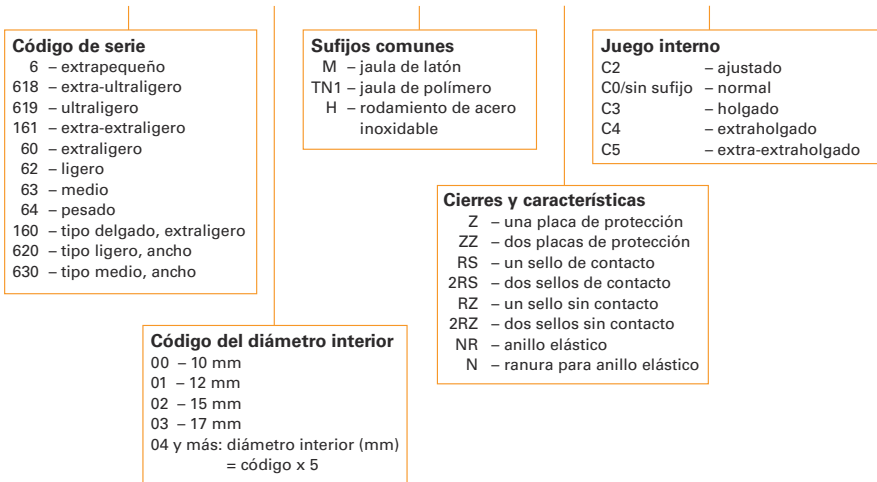 Código de serie
6 – extrapequeño
618 – extra-ultraligero
619 – ultraligero
161 – extra-extraligero
60 – extraligero
62 – ligero
63 – medio
64 – pesado
160 – tipo delgado, extraligero
620 – tipo ligero, ancho
630 – tipo medio, ancho
Sufijos comunes
M – jaula de latón
TN1 – jaula de polímero
H – rodamiento de acero
inoxidable
Juego interno
C2 – ajustado
C0/sin sufijo – normal
C3 – holgado
C4 – extraholgado
C5 – extra-extraholgado
Cierres y características
Z – una placa de protección
ZZ – dos placas de protección
RS – un sello de contacto
2RS – dos sellos de contacto
RZ – un sello sin contacto
2RZ – dos sellos sin contacto
NR – anillo elástico
N – ranura para anillo elástico
Código del diámetro interior
00 – 10 mm
01 – 12 mm
02 – 15 mm
03 – 17 mm
04 y más: diámetro interior (mm)
= código x 5